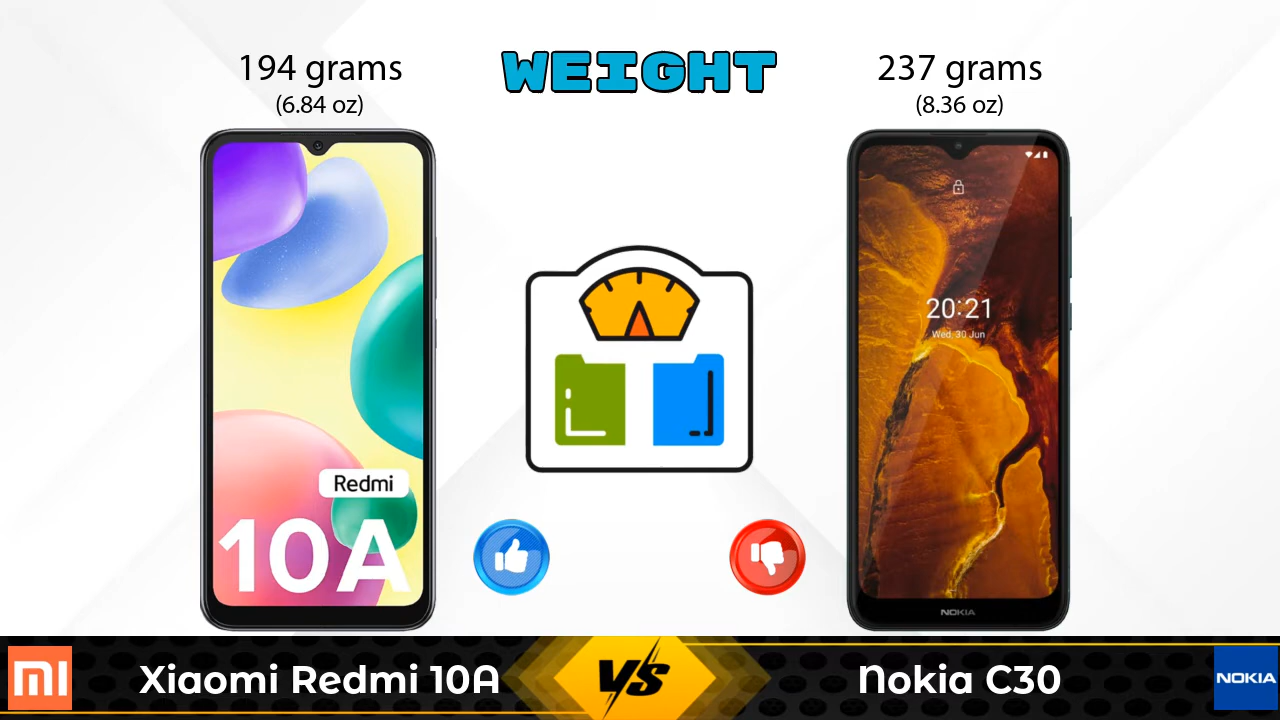 194 grams
(6.84 oz)
WEIGHT
237 grams
(8.36 oz)
Redmi
10A
20:21
Wed, 30 Jun
NOKIA
MI
Xiaomi Redmi 10A
VS
Nokia C30
NOKIA